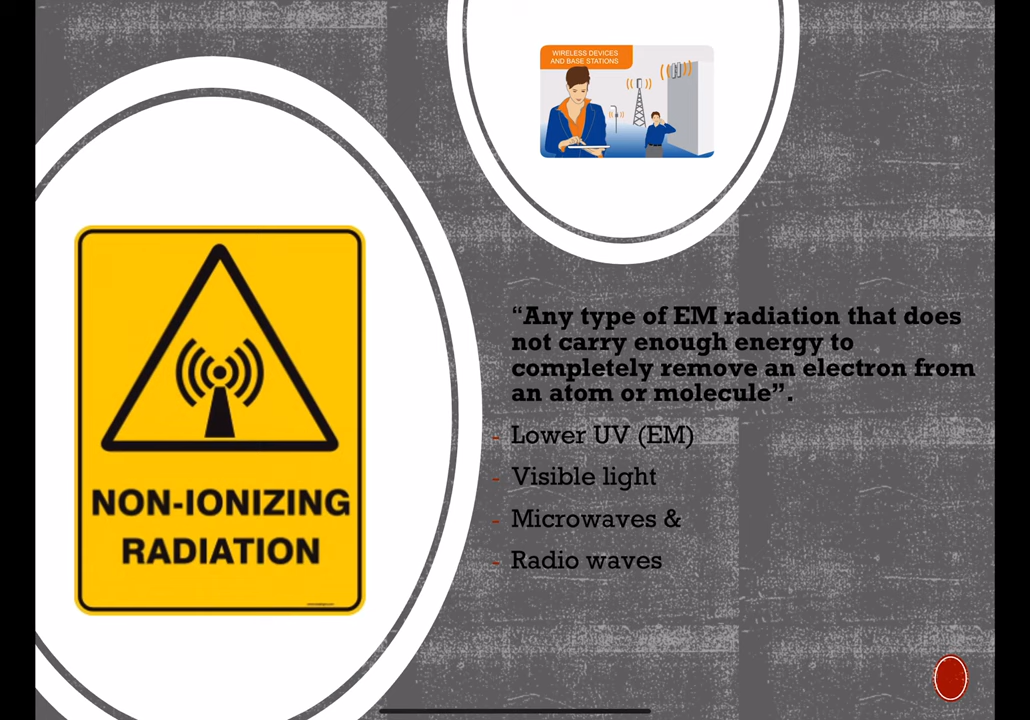 WIRELESS DEVICES
AND BASE STATIONS
NON-IONIZING
RADIATION
“Any type of EM radiation that does
not carry enough energy to
completely remove an electron from
an atom or molecule”.
- Lower UV (EM)
- Visible light
- Microwaves &
- Radio waves